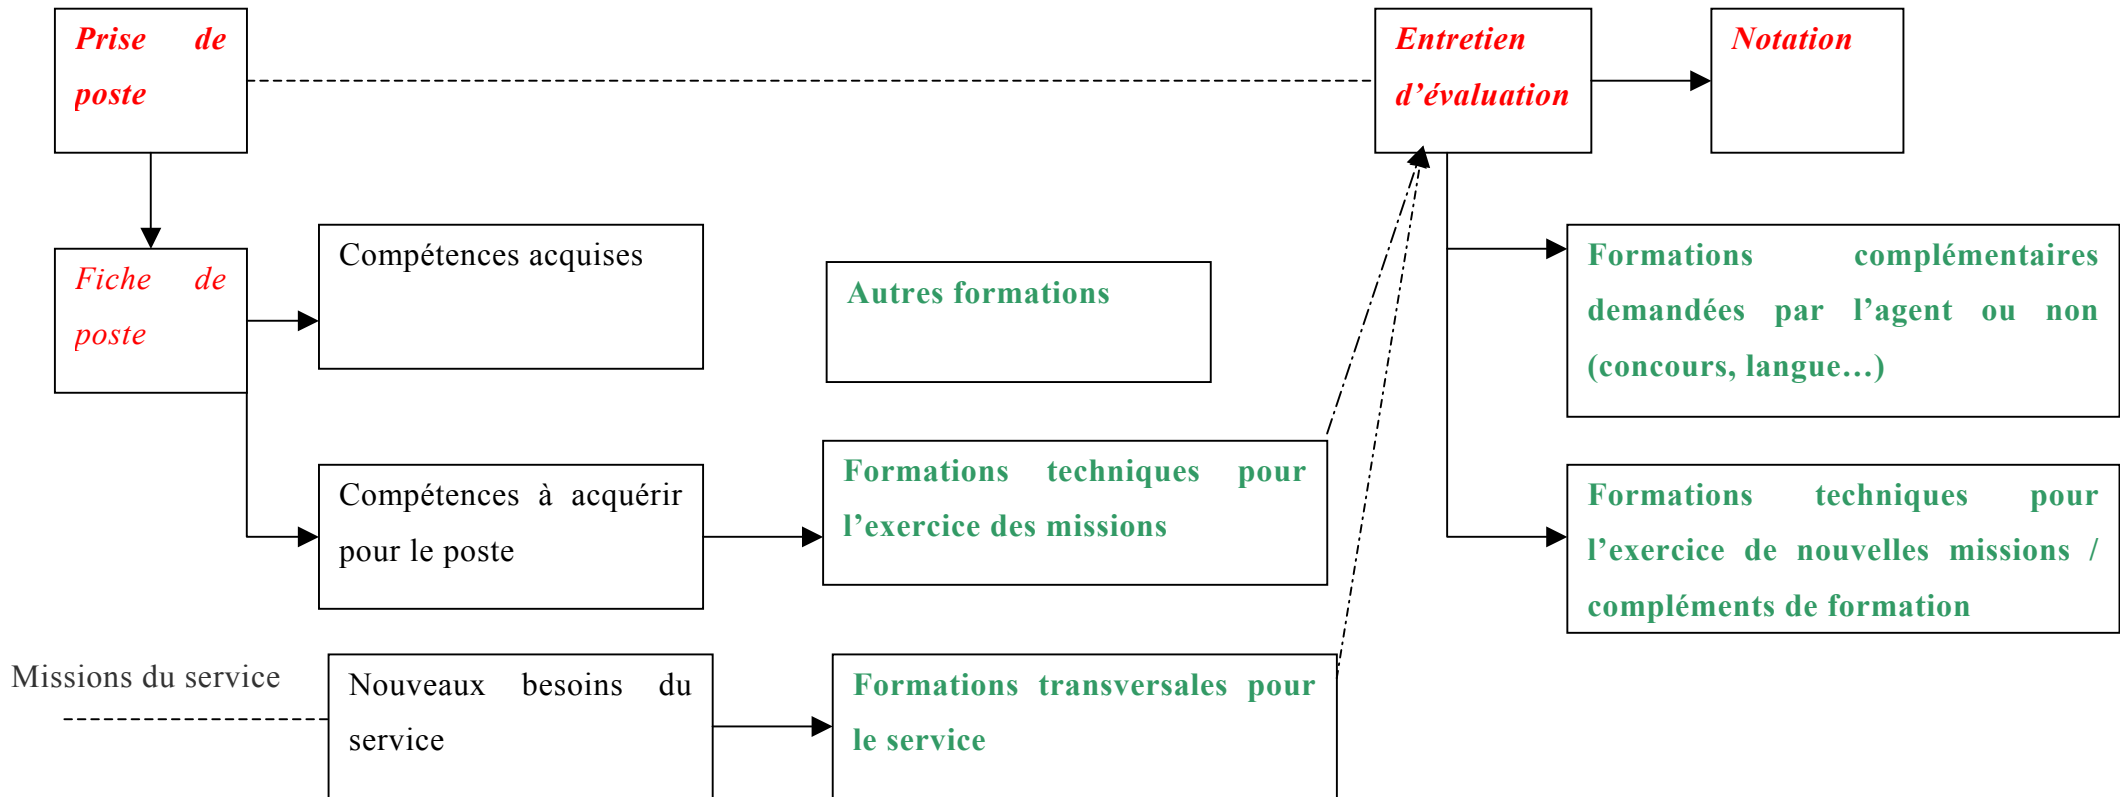 Prise de
poste
Entretien
d’évaluation
Notation
Fiche de
poste
Compétences acquises
Autres formations
Formations complémentaires
demandées par l’agent ou non
(concours, langue…)
Compétences à acquérir
pour le poste
Formations techniques pour
l’exercice des missions
Formations techniques pour
l’exercice de nouvelles missions /
compléments de formation
Missions du service
Nouveaux besoins du
service
Formations transversales pour
le service